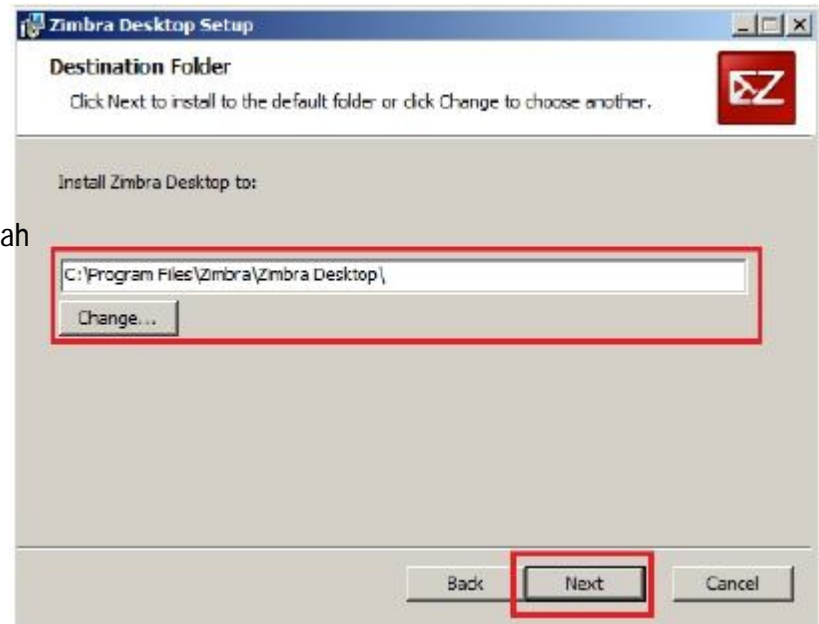 Zimbra Desktop Setup
Destination Folder
Click Next to install to the default folder or click Change to choose another.
Install Zimbra Desktop to:
ah
C:\Program Files\Zimbra\Zimbra Desktop\
Change...
Back
Next
Cancel